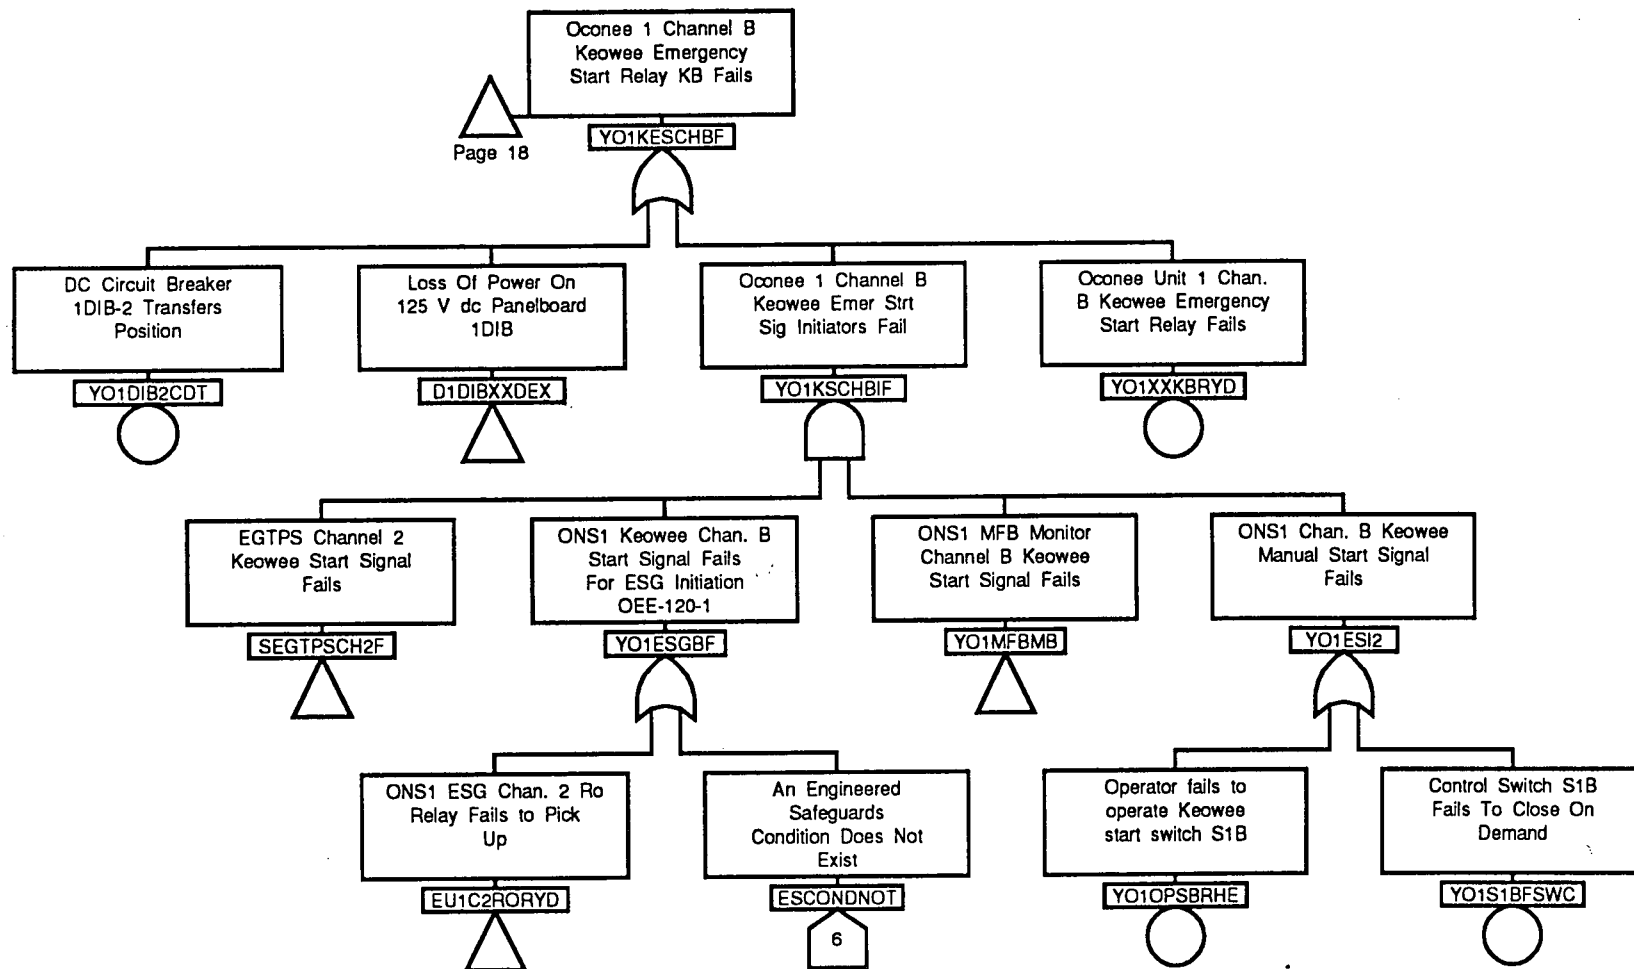 Oconee 1 Channel B
Keowee Emergency
Start Relay KB Fails
Page 18
YO1KESCHBF
DC Circuit Breaker
1DIB-2 Transfers
Position
YO1DIB2CDT
Loss Of Power On
125 V dc Panelboard
1DIB
D1DIBXXDEX
Oconee 1 Channel B
Keowee Emer Strt
Sig Initiators Fail
YO1KSCHBIF
Oconee Unit 1 Chan.
B Keowee Emergency
Start Relay Fails
YO1XXKBRYD
EGTPS Channel 2
Keowee Start Signal
Fails
SEGTPSCH2F
ONS1 Keowee Chan. B
Start Signal Fails
For ESG Initiation
OEE-120-1
YO1ESGBF
ONS1 MFB Monitor
Channel B Keowee
Start Signal Fails
YO1MFBMB
ONS1 Chan. B Keowee
Manual Start Signal
Fails
YO1ESI2
ONS1 ESG Chan. 2 Ro
Relay Fails to Pick
Up
EU1C2RORYD
An Engineered
Safeguards
Condition Does Not
Exist
ESCONDNOT
6
Operator fails to
operate Keowee
start switch S1B
YO1OPSBRHE
Control Switch S1B
Fails To Close On
Demand
YO1S1BFSWC